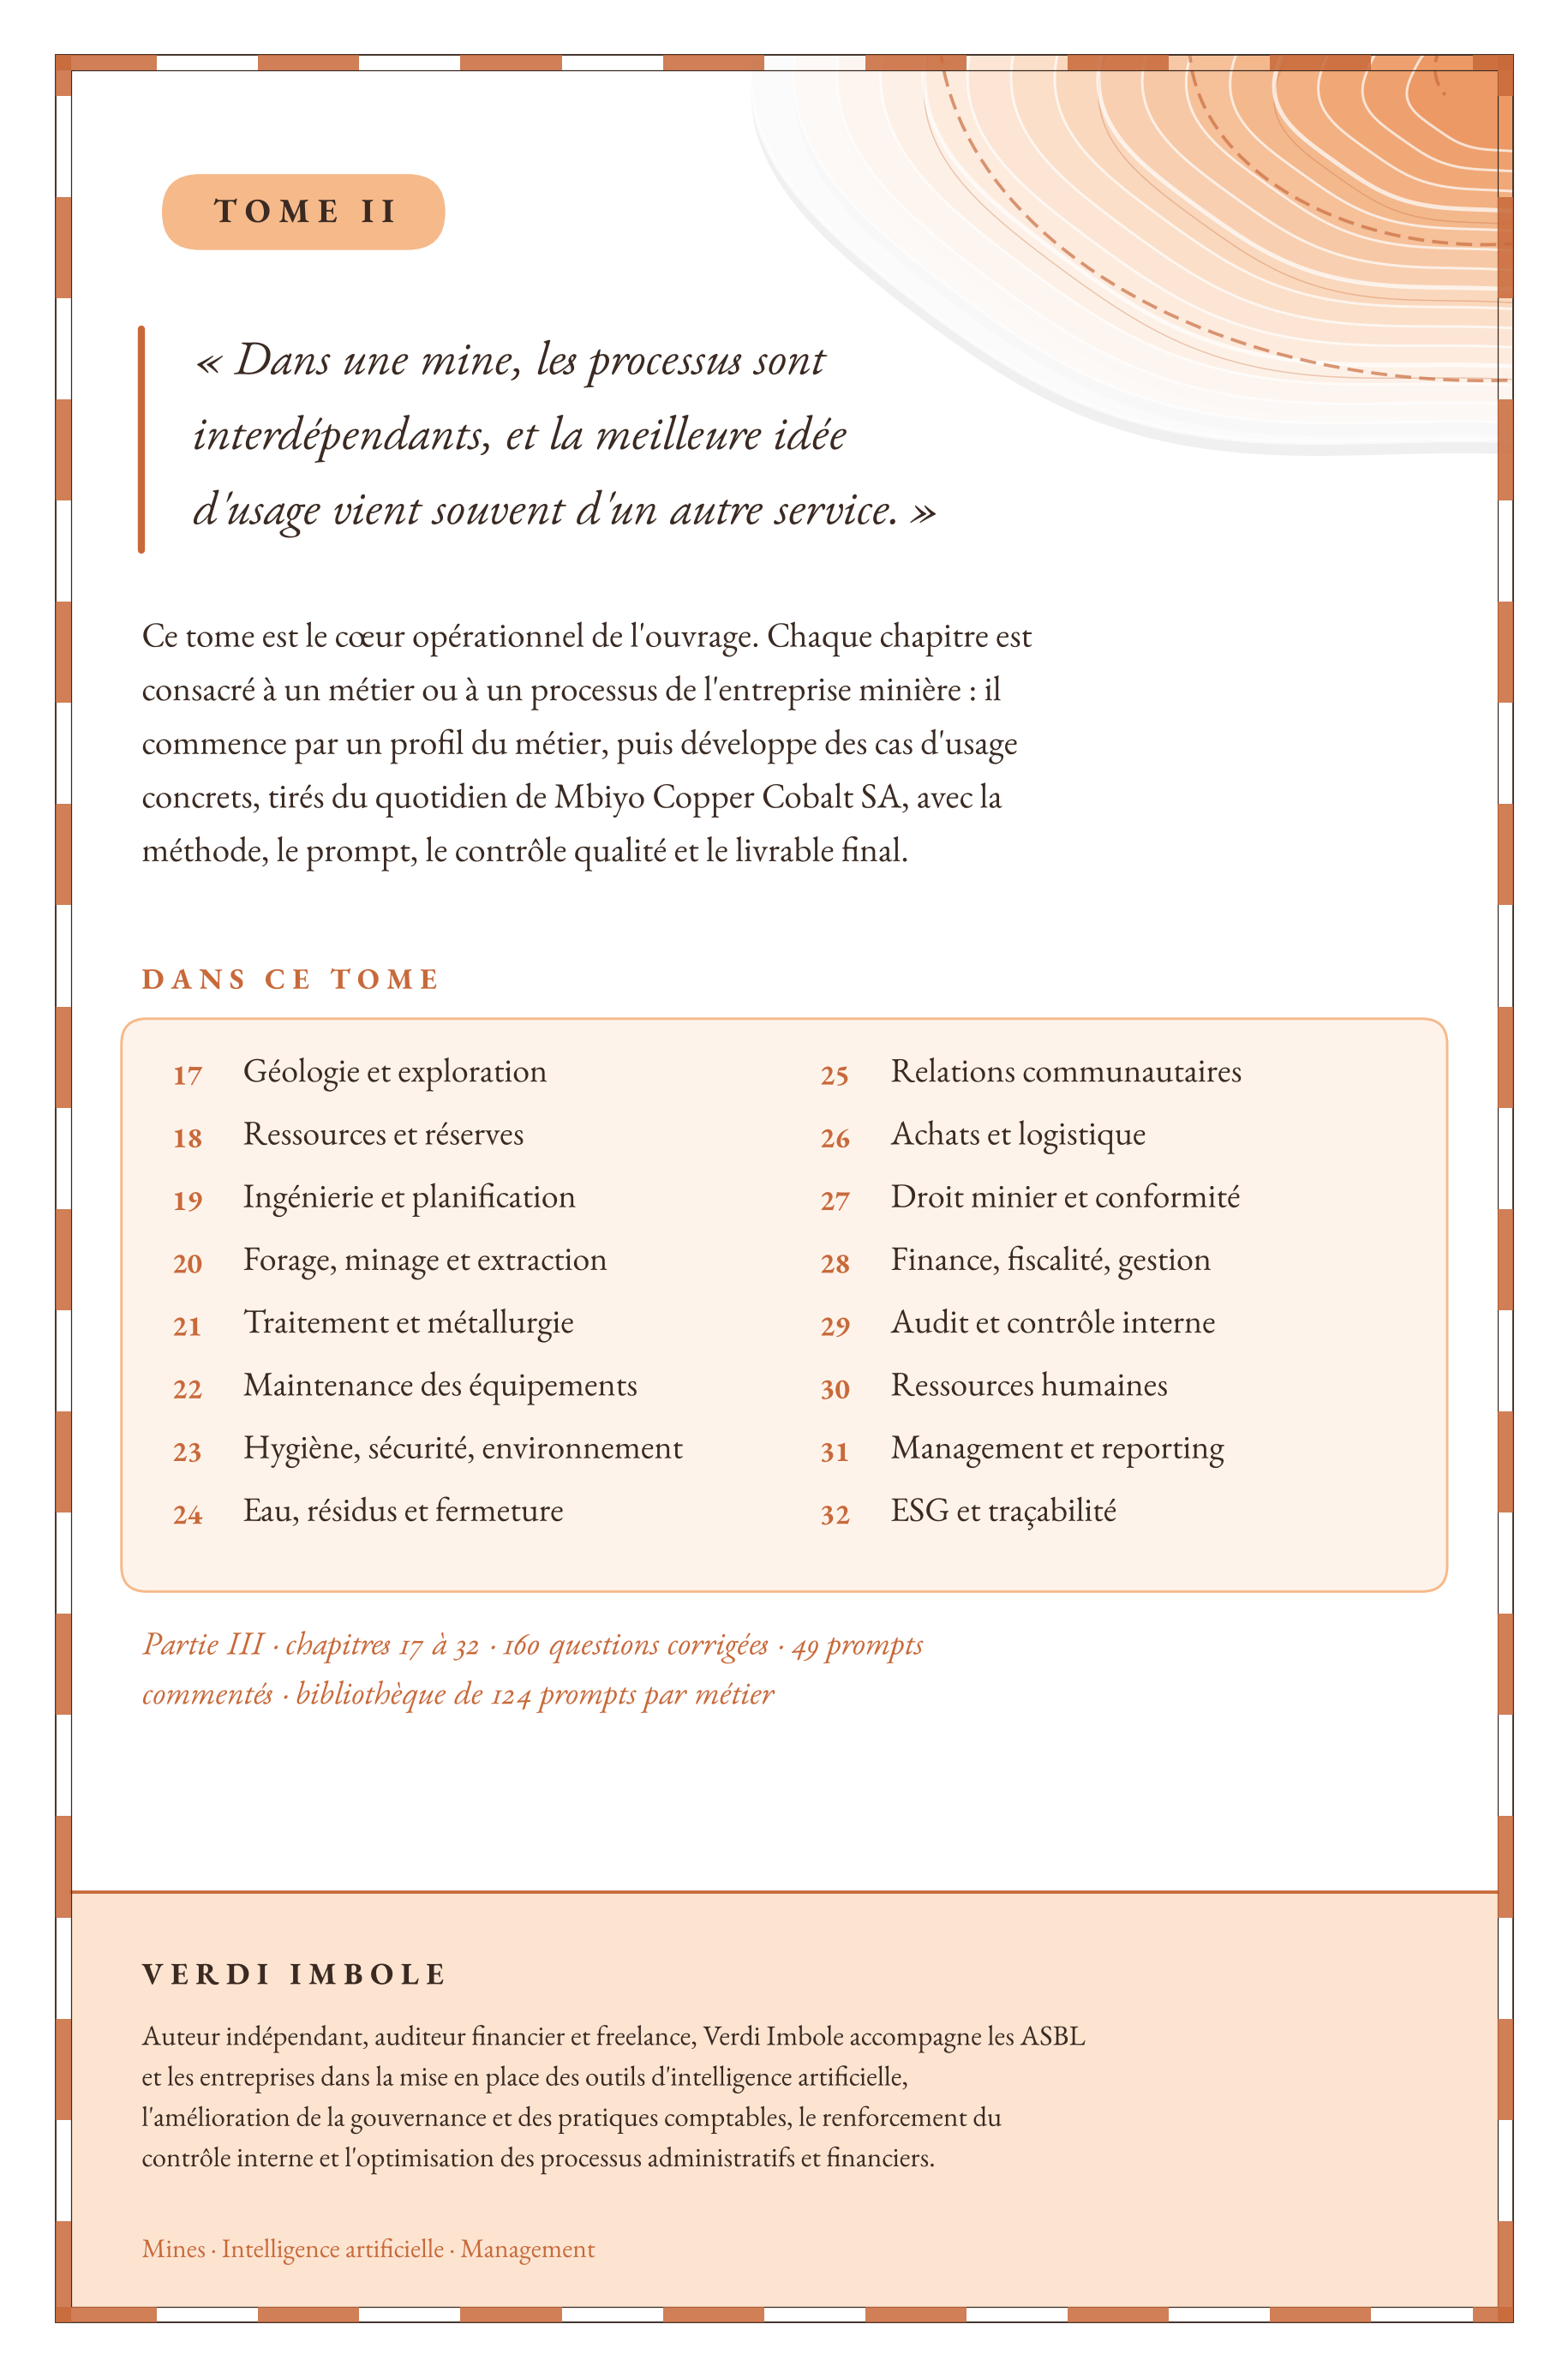 TOME II
« Dans une mine, les processus sont
interdépendants, et la meilleure idée
d'usage vient souvent d'un autre service. »
Ce tome est le cœur opérationnel de l'ouvrage. Chaque chapitre est
consacré à un métier ou à un processus de l'entreprise minière : il
commence par un profil du métier, puis développe des cas d'usage
concrets, tirés du quotidien de Mbiyo Copper Cobalt SA, avec la
méthode, le prompt, le contrôle qualité et le livrable final.
DANS CE TOME
17 Géologie et exploration
18 Ressources et réserves
19 Ingénierie et planification
20 Forage, minage et extraction
21 Traitement et métallurgie
22 Maintenance des équipements
23 Hygiène, sécurité, environnement
24 Eau, résidus et fermeture
25 Relations communautaires
26 Achats et logistique
27 Droit minier et conformité
28 Finance, fiscalité, gestion
29 Audit et contrôle interne
30 Ressources humaines
31 Management et reporting
32 ESG et traçabilité
Partie III · chapitres 17 à 32 · 160 questions corrigées · 49 prompts
commentés · bibliothèque de 124 prompts par métier
VERDI IMBOLE
Auteur indépendant, auditeur financier et freelance, Verdi Imbole accompagne les ASBL
et les entreprises dans la mise en place des outils d'intelligence artificielle,
l'amélioration de la gouvernance et des pratiques comptables, le renforcement du
contrôle interne et l'optimisation des processus administratifs et financiers.
Mines · Intelligence artificielle · Management